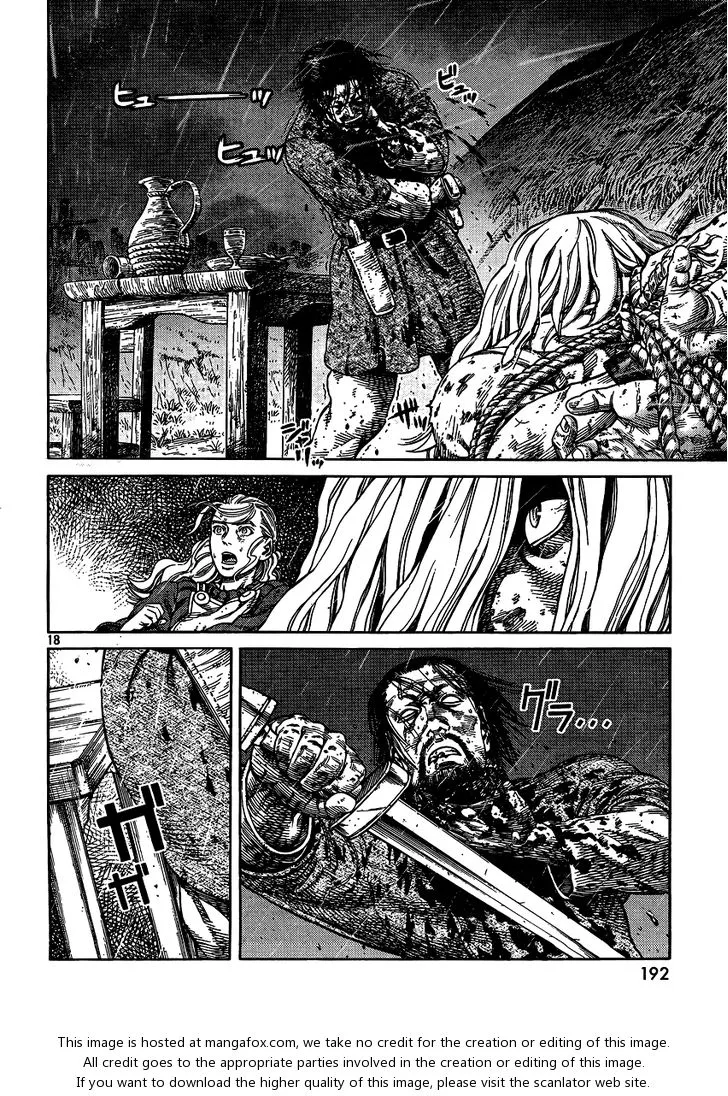 ビクッ
ヒューーッ
ヒュッ
18
グラ...
ガ
ガガ
192
This image is hosted at mangafox.com, we take no credit for the creation or editing of this image.
All credit goes to the appropriate parties involved in the creation or editing of this image.
If you want to download the higher quality of this image, please visit the scanlator web site.